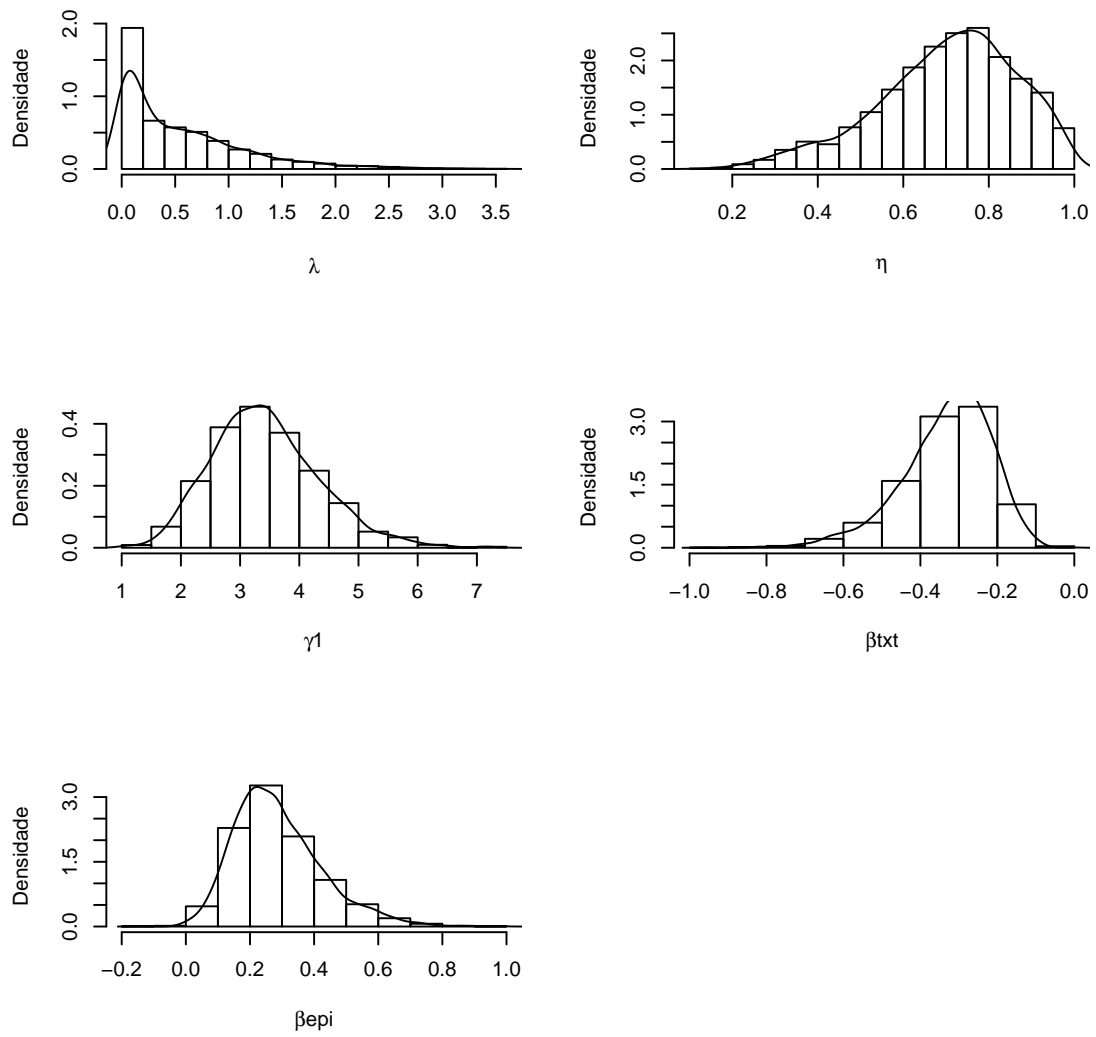 Densidade
0.0 1.0 2.0
0.0 0.5 1.0 1.5 2.0 2.5 3.0 3.5
λ
Densidade
0.0 1.0 2.0
0.2 0.4 0.6 0.8 1.0
η
Densidade
0.0 0.2 0.4
1 2 3 4 5 6 7
γ1
Densidade
0.0 1.5 3.0
−1.0 −0.8 −0.6 −0.4 −0.2 0.0
βtxt
Densidade
0.0 1.5 3.0
−0.2 0.0 0.2 0.4 0.6 0.8 1.0
βepi